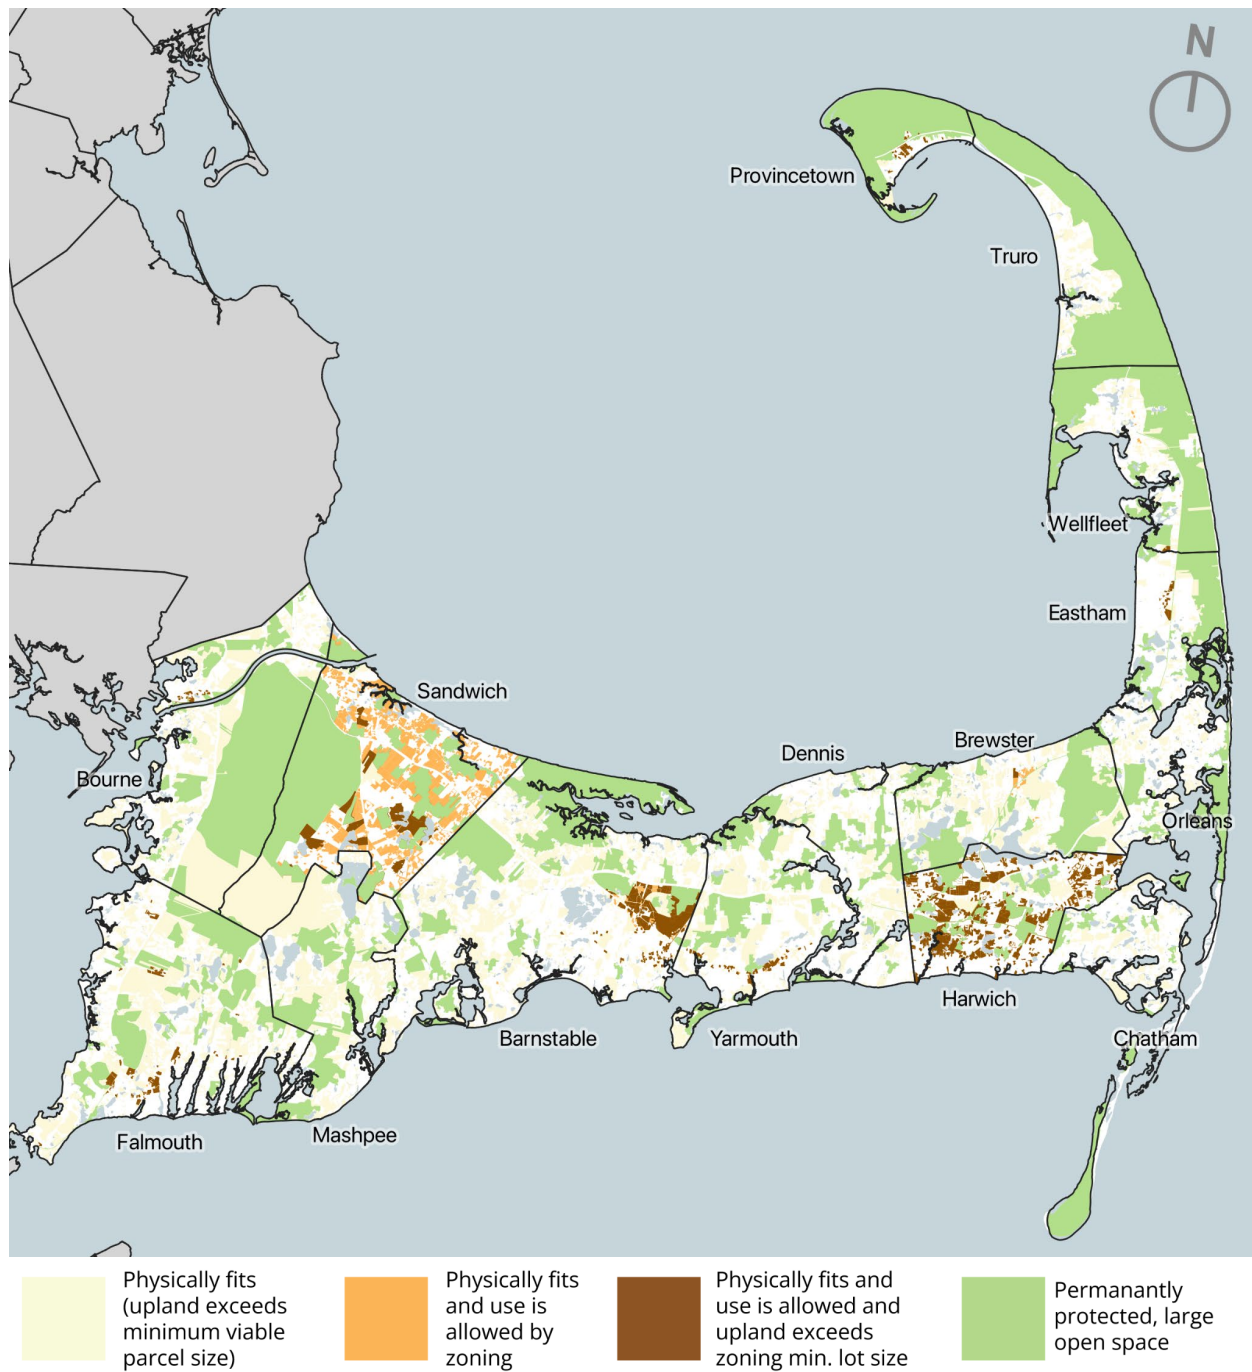 N
Provincetown
Truro
Wellfleet
Eastham
Sandwich
Dennis
Brewster
Bourne
Orleans
Harwich
Barnstable
Yarmouth
Chatham
Falmouth
Mashpee
Physically fits
(upland exceeds
minimum viable
parcel size)
Physically fits
and use is
allowed by
zoning
Physically fits and
use is allowed and
upland exceeds
zoning min. lot size
Permanantly
protected, large
open space